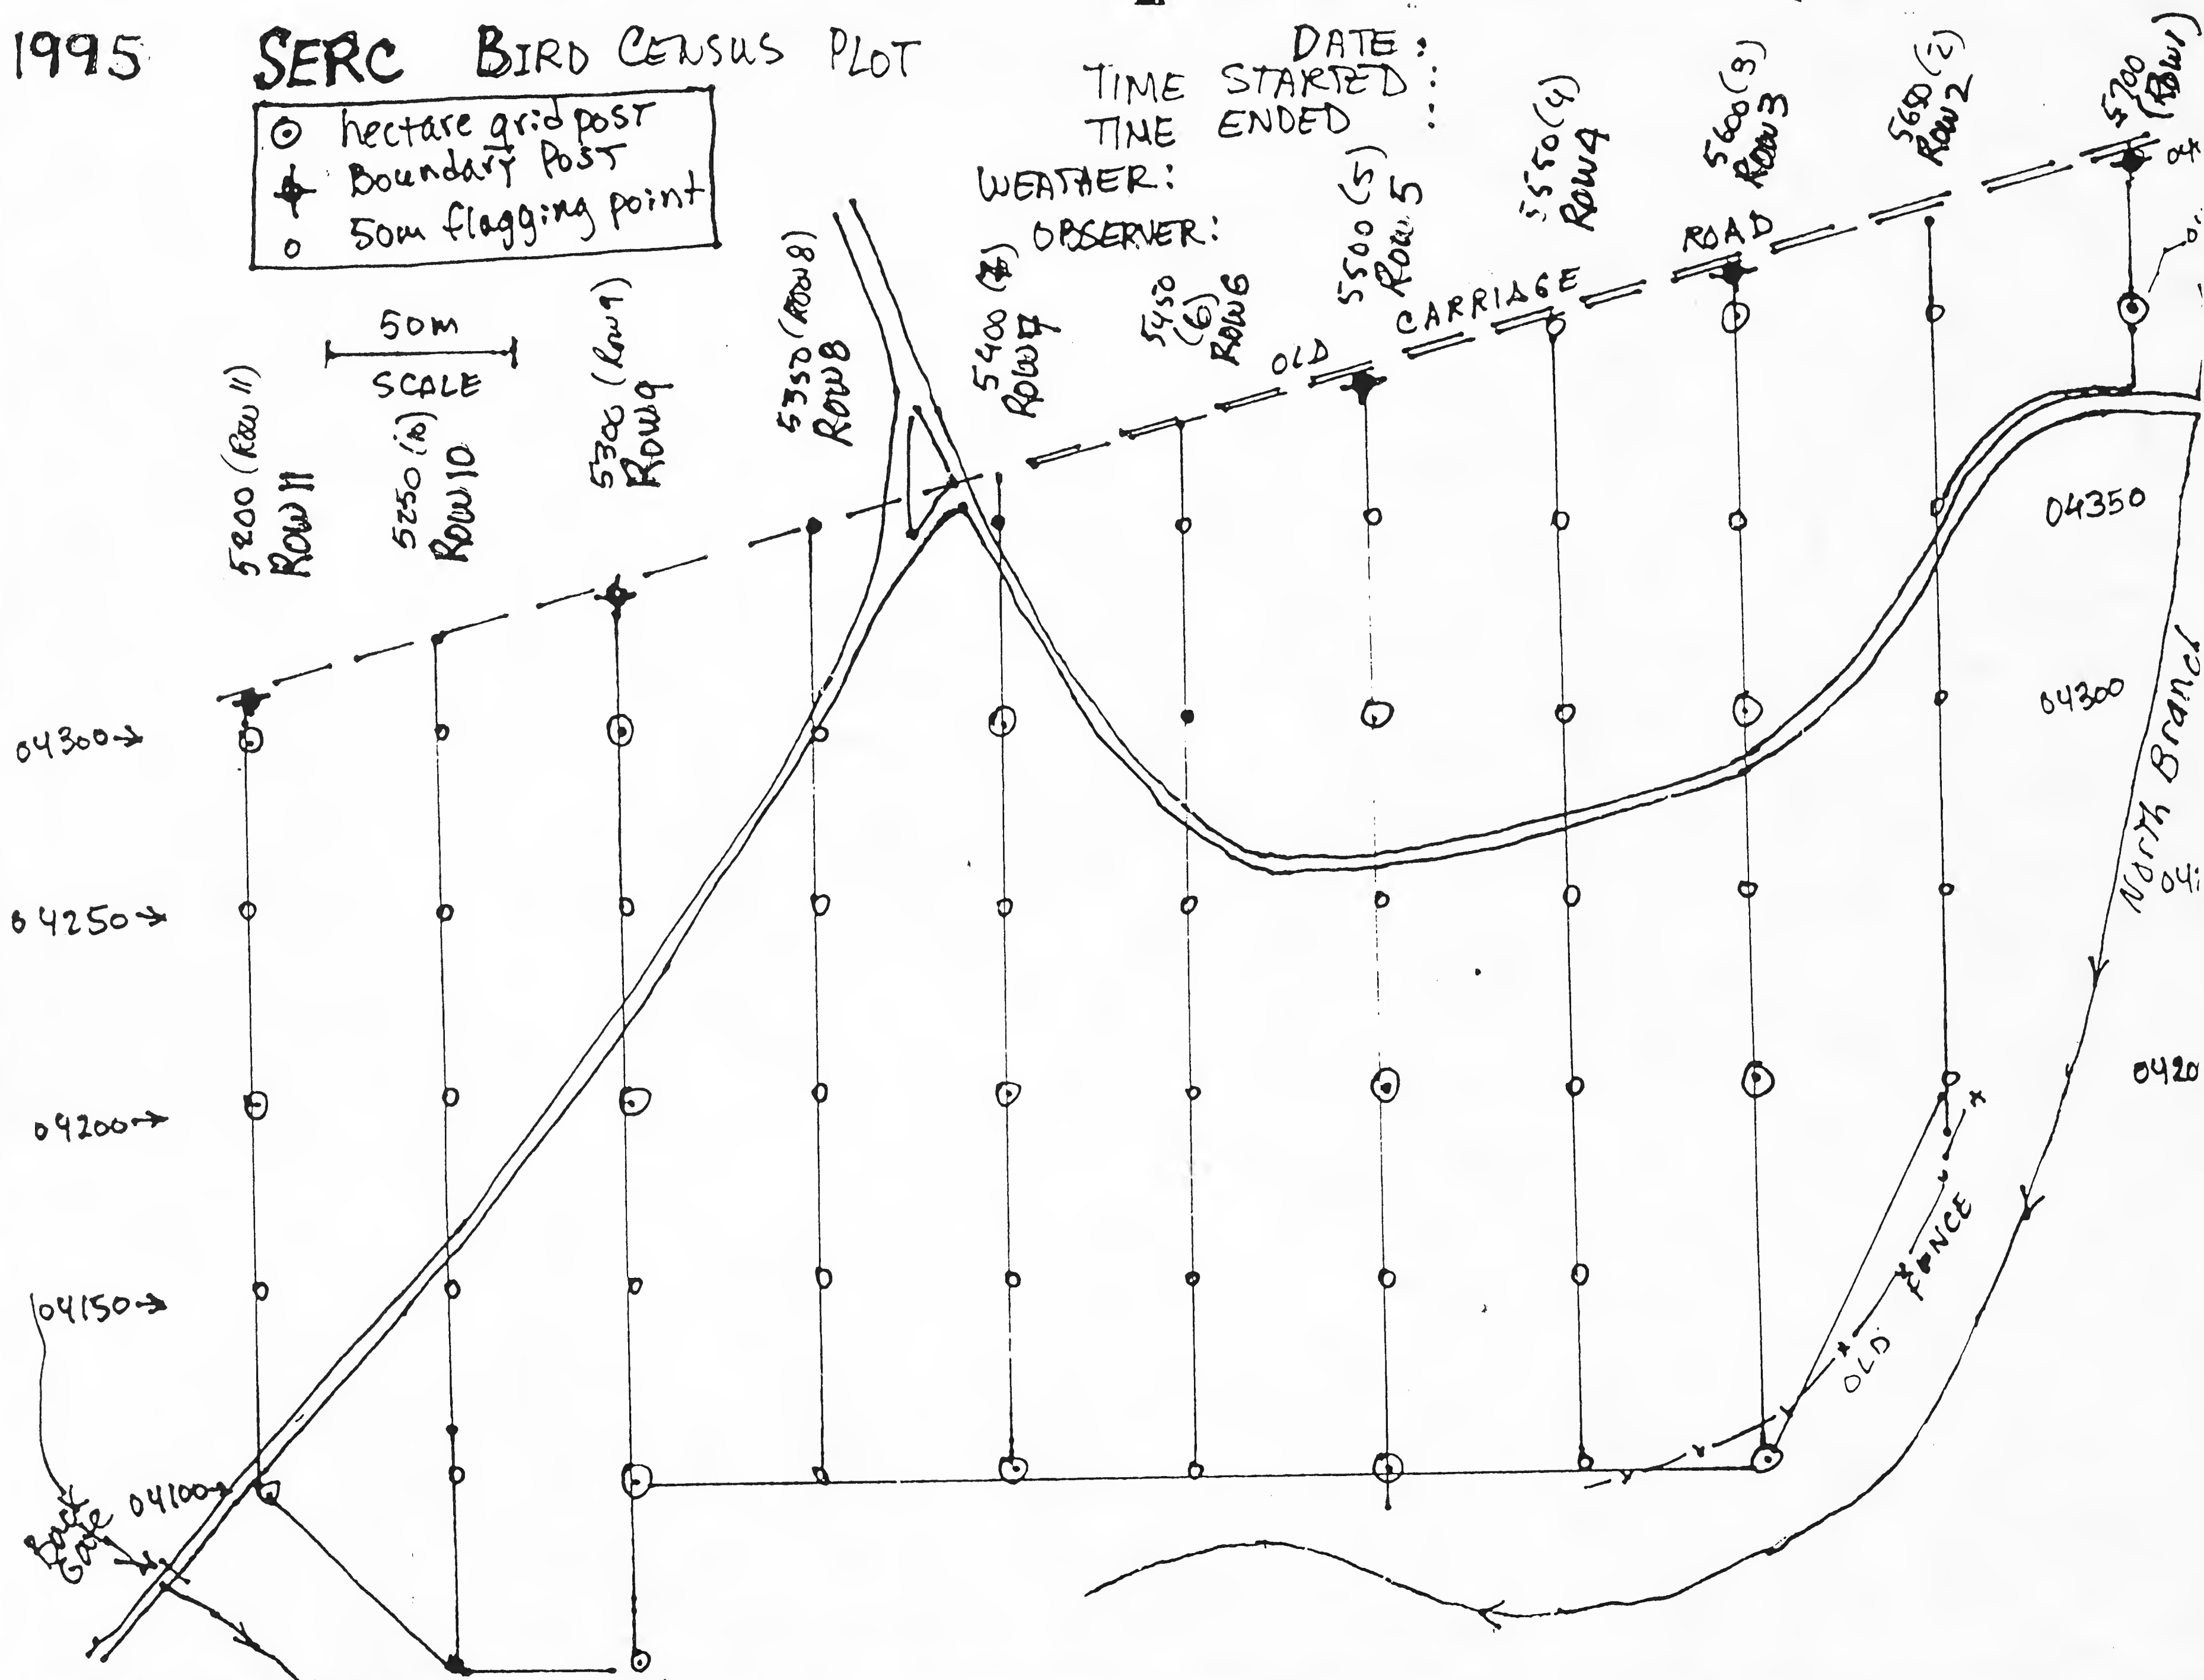 1995 SERC BIRD CENSUS PLOT
DATE:
TIME STARTED:
TIME ENDED:
WEATHER:
OBSERVER:
hectare grid post
Boundary Post
50m flagging point
50m
SCALE
5200 (Row 11)
ROW 11
5250 (10)
ROW 10
5300 (Row 9)
ROW 9
5350 (ROW 8)
ROW 8
5400
ROW 7
5450
(6)
ROW 6
5500 (5)
ROW 5
5550 (4)
ROW 4
5600 (3)
ROW 3
5650 (2)
ROW 2
5700
(ROW 1)
OLD CARRIAGE ROAD
04350
04300
04300
North Branch
04250
0420
04200
04150
04100
Back
Gate
OLD FENCE